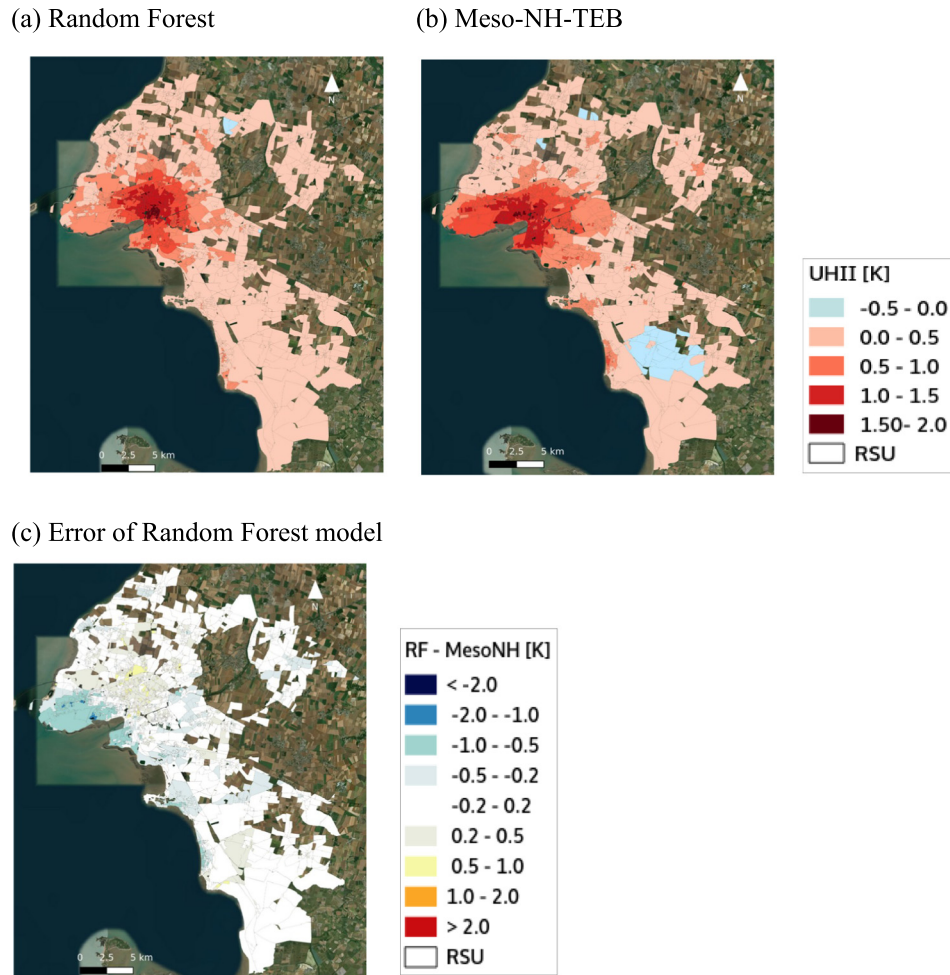 (a) Random Forest
(b) Meso-NH-TEB
N
N
0 2.5 5 km
0 2.5 5 km
UHII [K]
-0.5 - 0.0
0.0 - 0.5
0.5 - 1.0
1.0 - 1.5
1.50- 2.0
RSU
(c) Error of Random Forest model
N
0 2.5 5 km
RF - MesoNH [K]
< -2.0
-2.0 - -1.0
-1.0 - -0.5
-0.5 - -0.2
-0.2 - 0.2
0.2 - 0.5
0.5 - 1.0
1.0 - 2.0
> 2.0
RSU